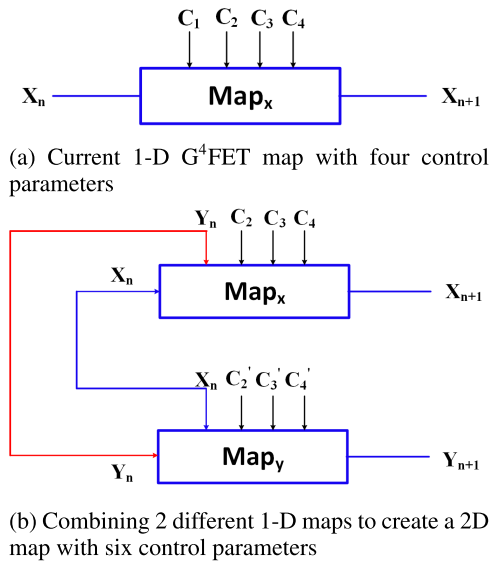 C₁ C₂ C₃ C₄
Xₙ Mapₓ Xₙ₊₁
(a) Current 1-D G⁴FET map with four control
parameters
Yₙ C₂ C₃ C₄
Xₙ Mapₓ Xₙ₊₁
Xₙ C₂' C₃' C₄'
Yₙ Mapᵧ Yₙ₊₁
(b) Combining 2 different 1-D maps to create a 2D
map with six control parameters